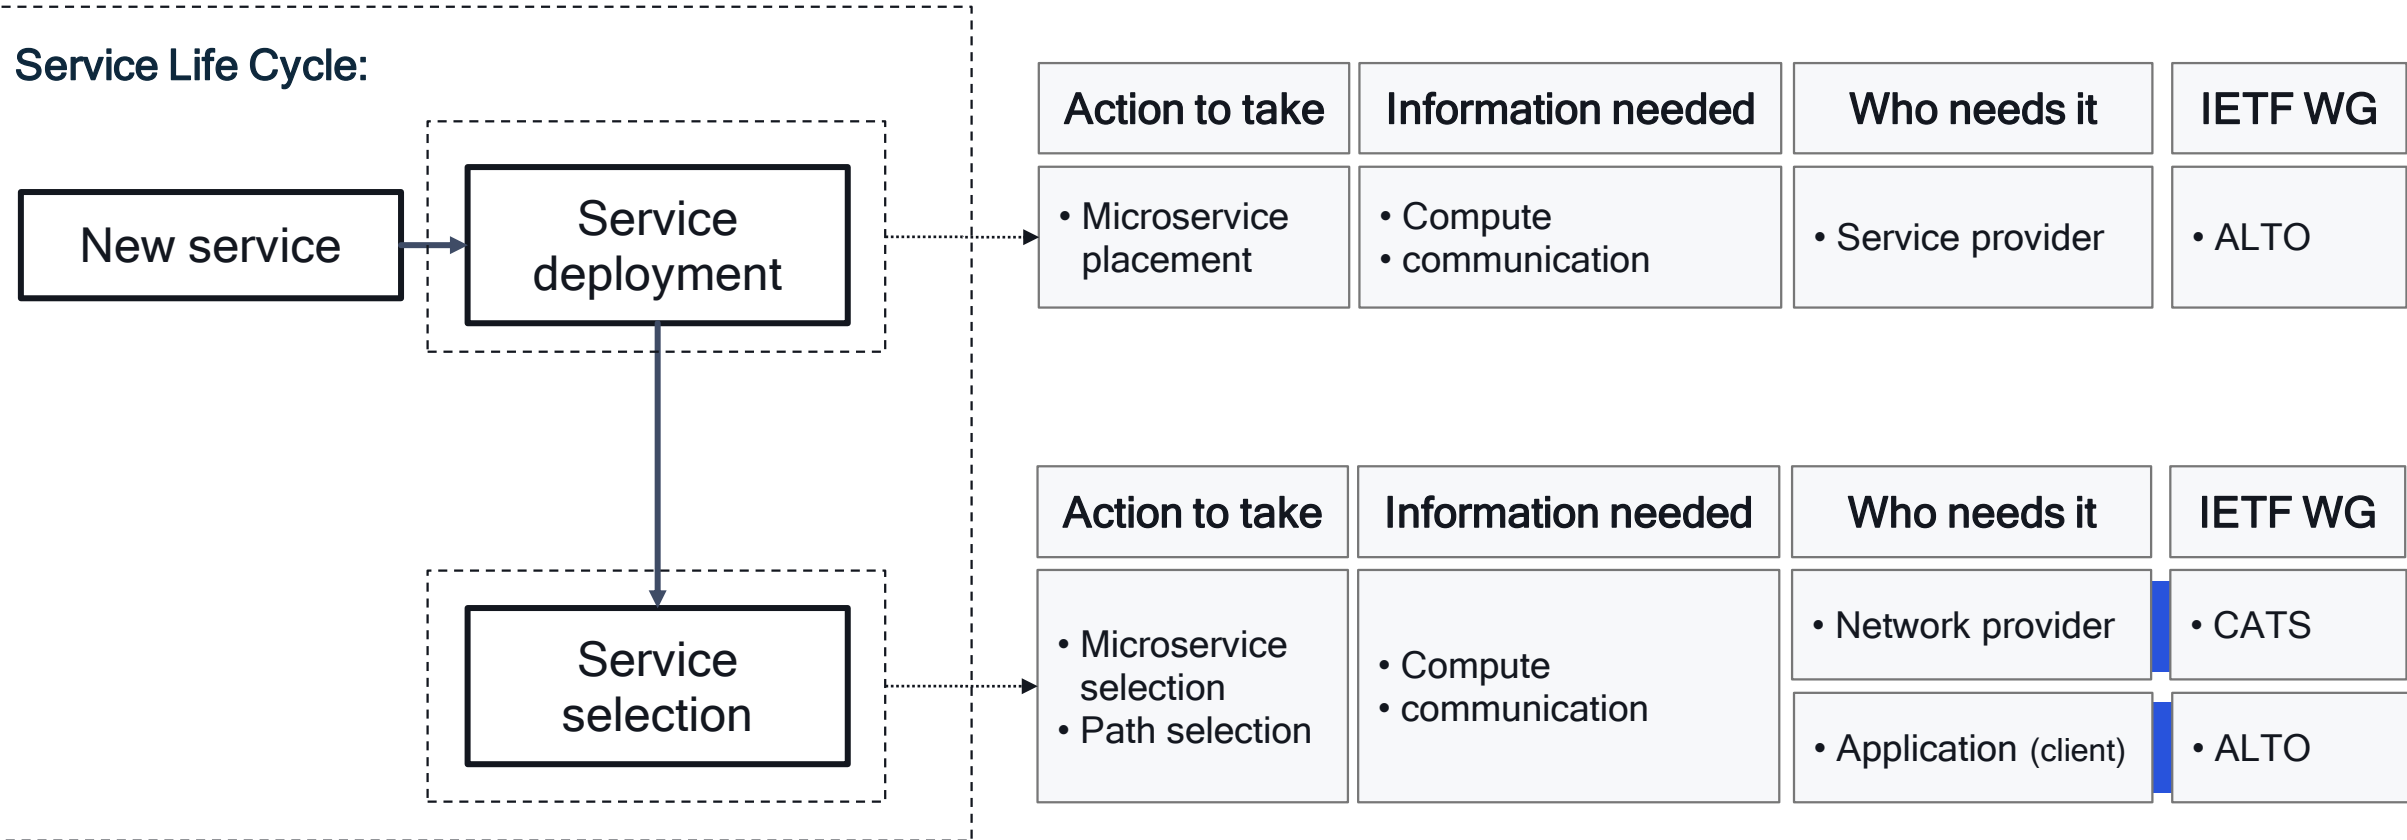 Service Life Cycle:
New service
Service
deployment
Service
selection
Action to take
Information needed
Who needs it
IETF WG
• Microservice
placement
• Compute
• communication
• Service provider
• ALTO
Action to take
Information needed
Who needs it
IETF WG
• Microservice
selection
• Path selection
• Compute
• communication
• Network provider
• CATS
• Application (client)
• ALTO